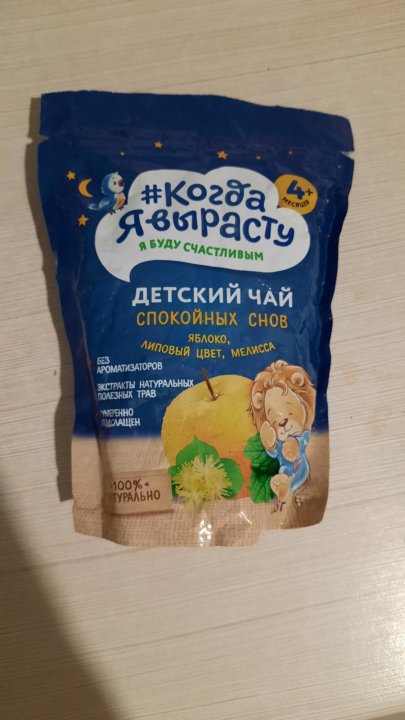 #Когда
Я вырасту
Я БУДУ СЧАСТЛИВЫМ
4+
МЕСЯЦЕВ
ДЕТСКИЙ ЧАЙ
СПОКОЙНЫХ СНОВ
ЯБЛОКО,
ЛИПОВЫЙ ЦВЕТ, МЕЛИССА
БЕЗ
АРОМАТИЗАТОРОВ
ЭКСТРАКТЫ НАТУРАЛЬНЫХ
ПОЛЕЗНЫХ ТРАВ
УМЕРЕННО
ПОДСЛАЩЕН
100%
НАТУРАЛЬНО